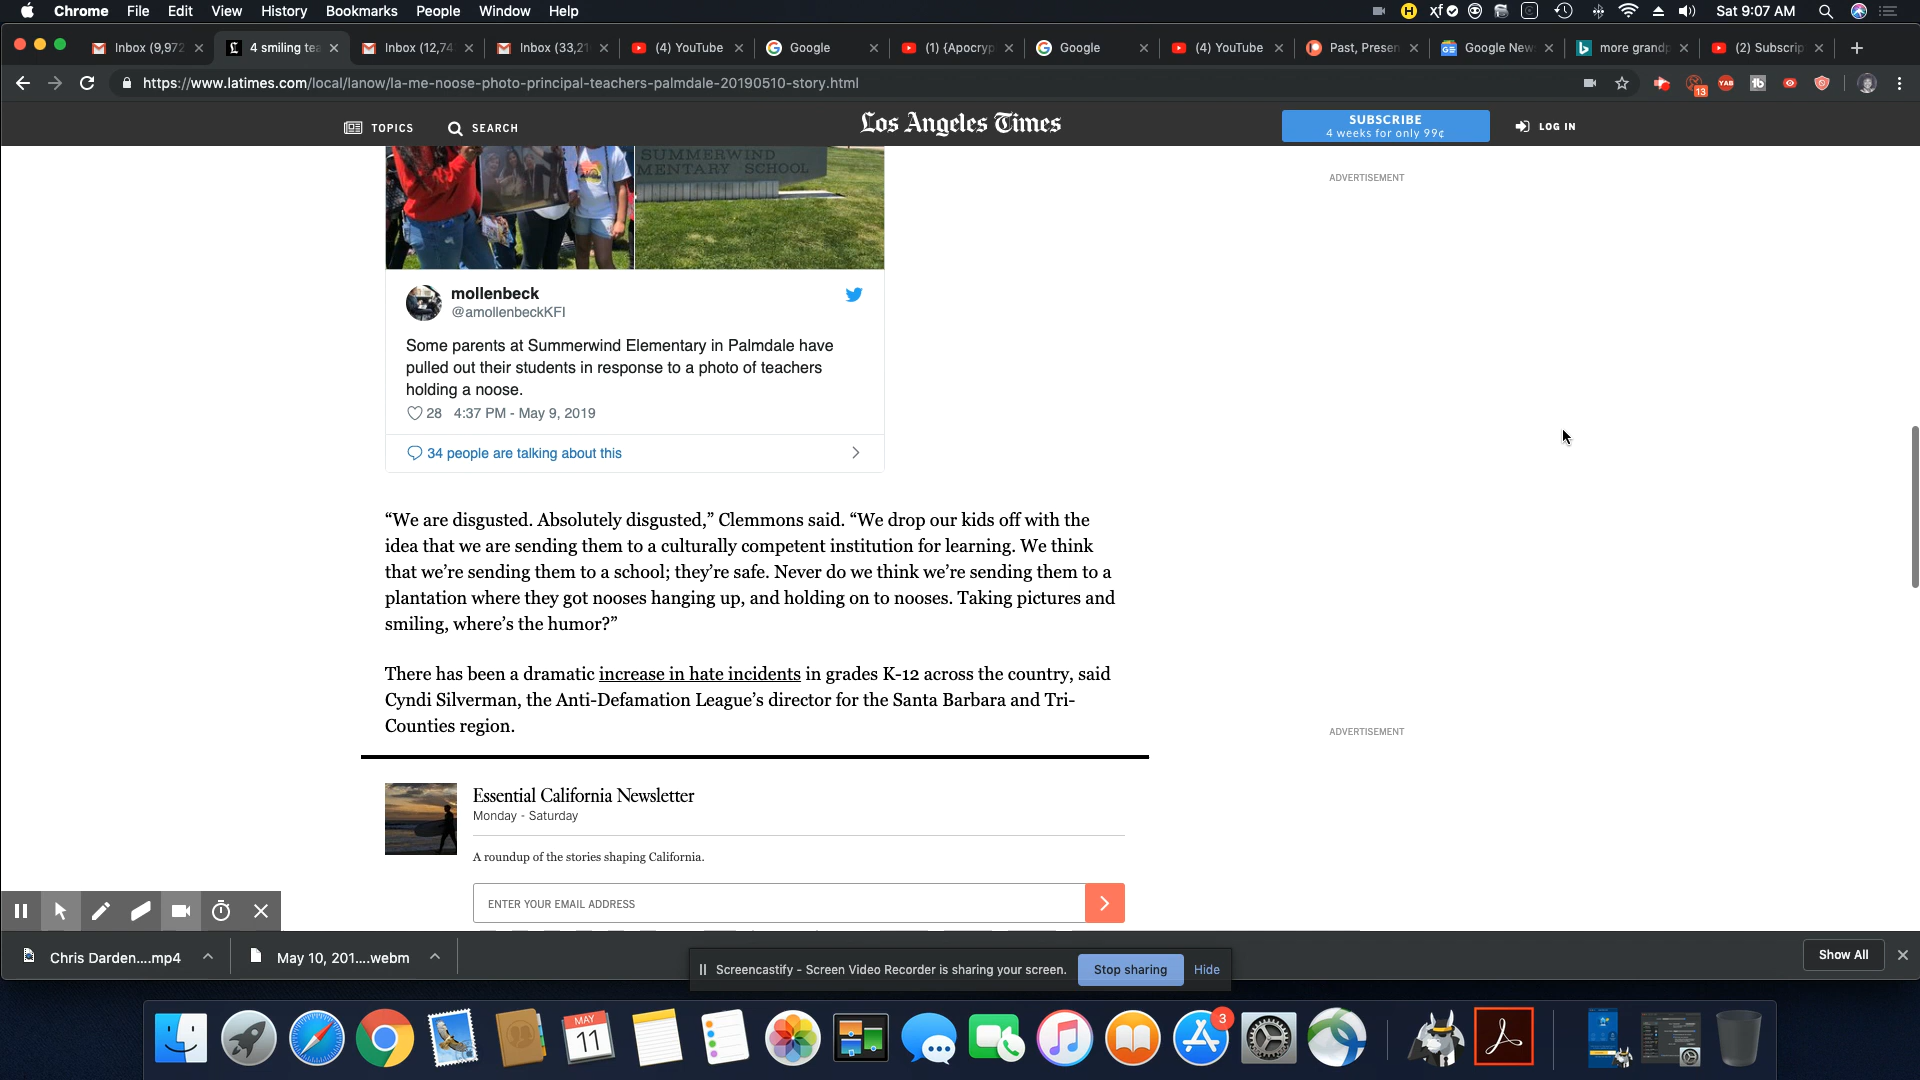 Chrome File Edit View History Bookmarks People Window Help Sat 9:07 AM
Inbox (9,972 4 smiling tea Inbox (12,74 Inbox (33,21 (4) YouTube Google (1) {Apocryp Google (4) YouTube Past, Presen Google New more grandp (2) Subscrip
https://www.latimes.com/local/lanow/la-me-noose-photo-principal-teachers-palmdale-20190510-story.html
13 YAB tb
TOPICS SEARCH Los Angeles Times SUBSCRIBE LOG IN
4 weeks for only 99¢
SUMMERWIND
MENTARY SCHOOL
ADVERTISEMENT
mollenbeck
@amollenbeckKFI
Some parents at Summerwind Elementary in Palmdale have
pulled out their students in response to a photo of teachers
holding a noose.
28 4:37 PM - May 9, 2019
34 people are talking about this
“We are disgusted. Absolutely disgusted,” Clemmons said. “We drop our kids off with the
idea that we are sending them to a culturally competent institution for learning. We think
that we’re sending them to a school; they’re safe. Never do we think we’re sending them to a
plantation where they got nooses hanging up, and holding on to nooses. Taking pictures and
smiling, where’s the humor?”
There has been a dramatic increase in hate incidents in grades K-12 across the country, said
Cyndi Silverman, the Anti-Defamation League’s director for the Santa Barbara and Tri-
Counties region.
ADVERTISEMENT
Essential California Newsletter
Monday - Saturday
A roundup of the stories shaping California.
ENTER YOUR EMAIL ADDRESS
Chris Darden....mp4 May 10, 201....webm Show All
Screencastify - Screen Video Recorder is sharing your screen. Stop sharing Hide
MAY
11
3